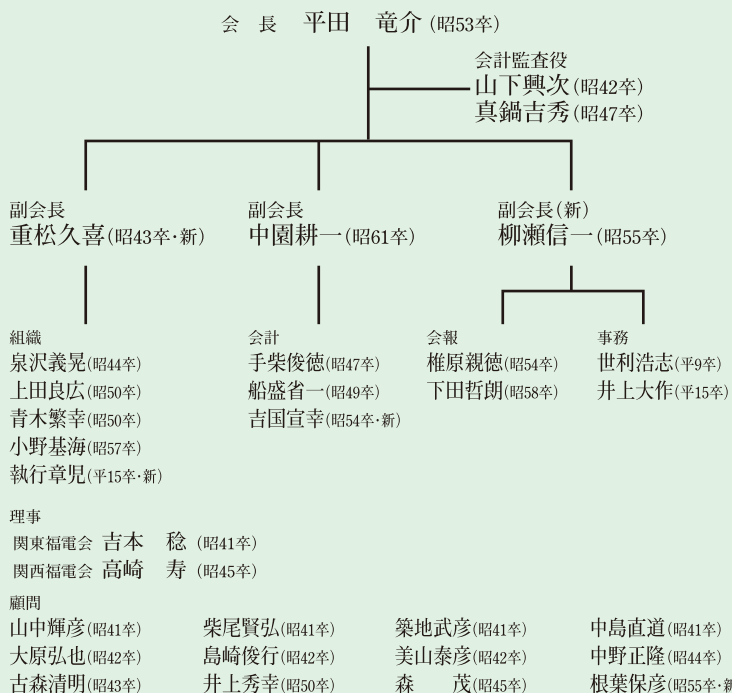 会　長　平田　竜介（昭53卒）
会計監査役
山下興次（昭42卒）
真鍋吉秀（昭47卒）
副会長
重松久喜（昭43卒・新）
副会長
中園耕一（昭61卒）
副会長（新）
柳瀬信一（昭55卒）
組織
泉沢義晃（昭44卒）
上田良広（昭50卒）
青木繁幸（昭50卒）
小野基海（昭57卒）
執行章児（平15卒・新）
会計
手柴俊徳（昭47卒）
船盛省一（昭49卒）
吉国宣幸（昭54卒・新）
会報
椎原親徳（昭54卒）
下田哲朗（昭58卒）
事務
世利浩志（平9卒）
井上大作（平15卒）
理事
関東福電会　吉本　稔　（昭41卒）
関西福電会　高崎　寿　（昭45卒）
顧問
山中輝彦（昭41卒）　柴尾賢弘（昭41卒）　築地武彦（昭41卒）　中島直道（昭41卒）
大原弘也（昭42卒）　島崎俊行（昭42卒）　美山泰彦（昭42卒）　中野正隆（昭44卒）
古森清明（昭43卒）　井上秀幸（昭50卒）　森　　茂（昭45卒）　根葉保彦（昭55卒・新